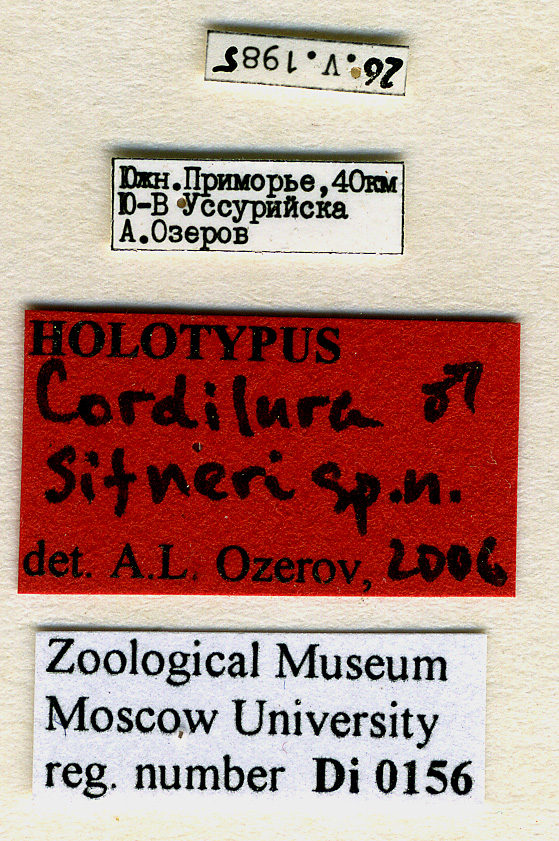 26.V.1985
Южн.Приморье,40км
Ю-В Уссурийска
А.Озеров
HOLOTYPUS
Cordilura ♂
sitneri sp.n.
det. A.L. Ozerov, 2006
Zoological Museum
Moscow University
reg. number Di 0156